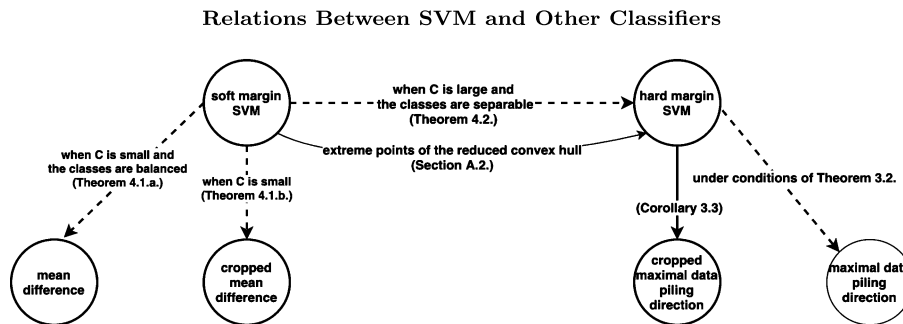 Relations Between SVM and Other Classifiers
soft margin
SVM
when C is large and
the classes are separable
(Theorem 4.2.)
hard margin
SVM
extreme points of the reduced convex hull
(Section A.2.)
when C is small and
the classes are balanced
(Theorem 4.1.a.)
when C is small
(Theorem 4.1.b.)
under conditions of Theorem 3.2.
(Corollary 3.3)
mean
difference
cropped
mean
difference
cropped
maximal data
piling
direction
maximal dat
piling
direction